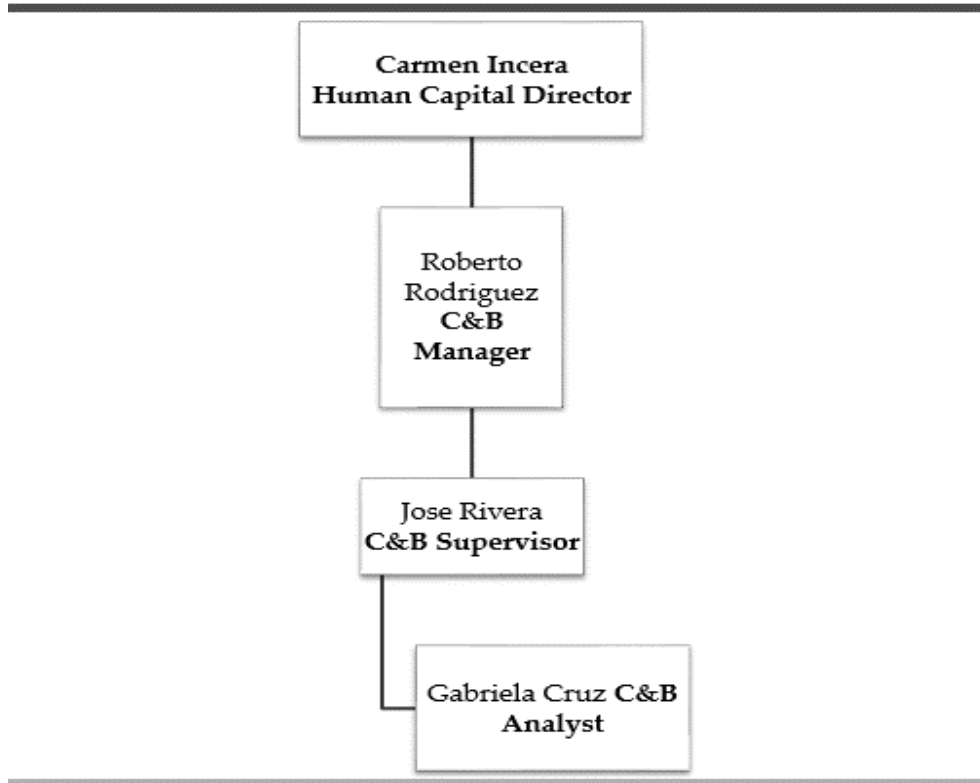 Carmen Incera
Human Capital Director
Roberto
Rodriguez
C&B
Manager
Jose Rivera
C&B Supervisor
Gabriela Cruz C&B
Analyst